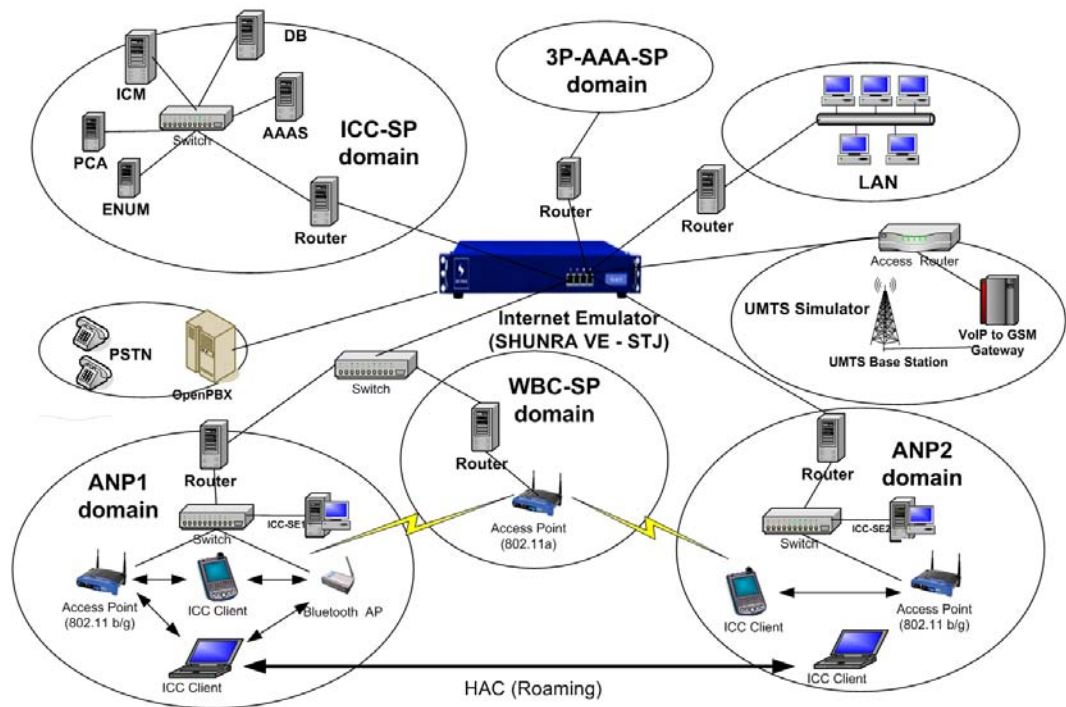 DB
ICM
AAAS
Switch
PCA
ENUM
ICC-SP
domain
Router
3P-AAA-SP
domain
Router
Router
LAN
Access Router
UMTS Simulator
UMTS Base Station
VoIP to GSM
Gateway
Internet Emulator
(SHUNRA VE - STJ)
PSTN
OpenPBX
Switch
WBC-SP
domain
Router
Access Point
(802.11a)
Router
ANP1
domain
ICC-SE1
Switch
Access Point
(802.11 b/g)
ICC Client
Bluetooth AP
ICC Client
Router
ANP2
domain
ICC-SE2
Switch
ICC Client
Access Point
(802.11 b/g)
ICC Client
HAC (Roaming)